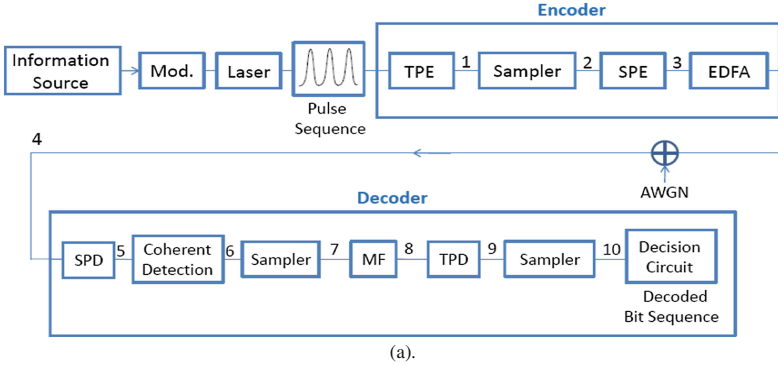 Encoder
Information
Source
Mod.
Laser
Pulse
Sequence
TPE
1
Sampler
2
SPE
3
EDFA
4
AWGN
Decoder
SPD
5
Coherent
Detection
6
Sampler
7
MF
8
TPD
9
Sampler
10
Decision
Circuit
Decoded
Bit Sequence
(a).